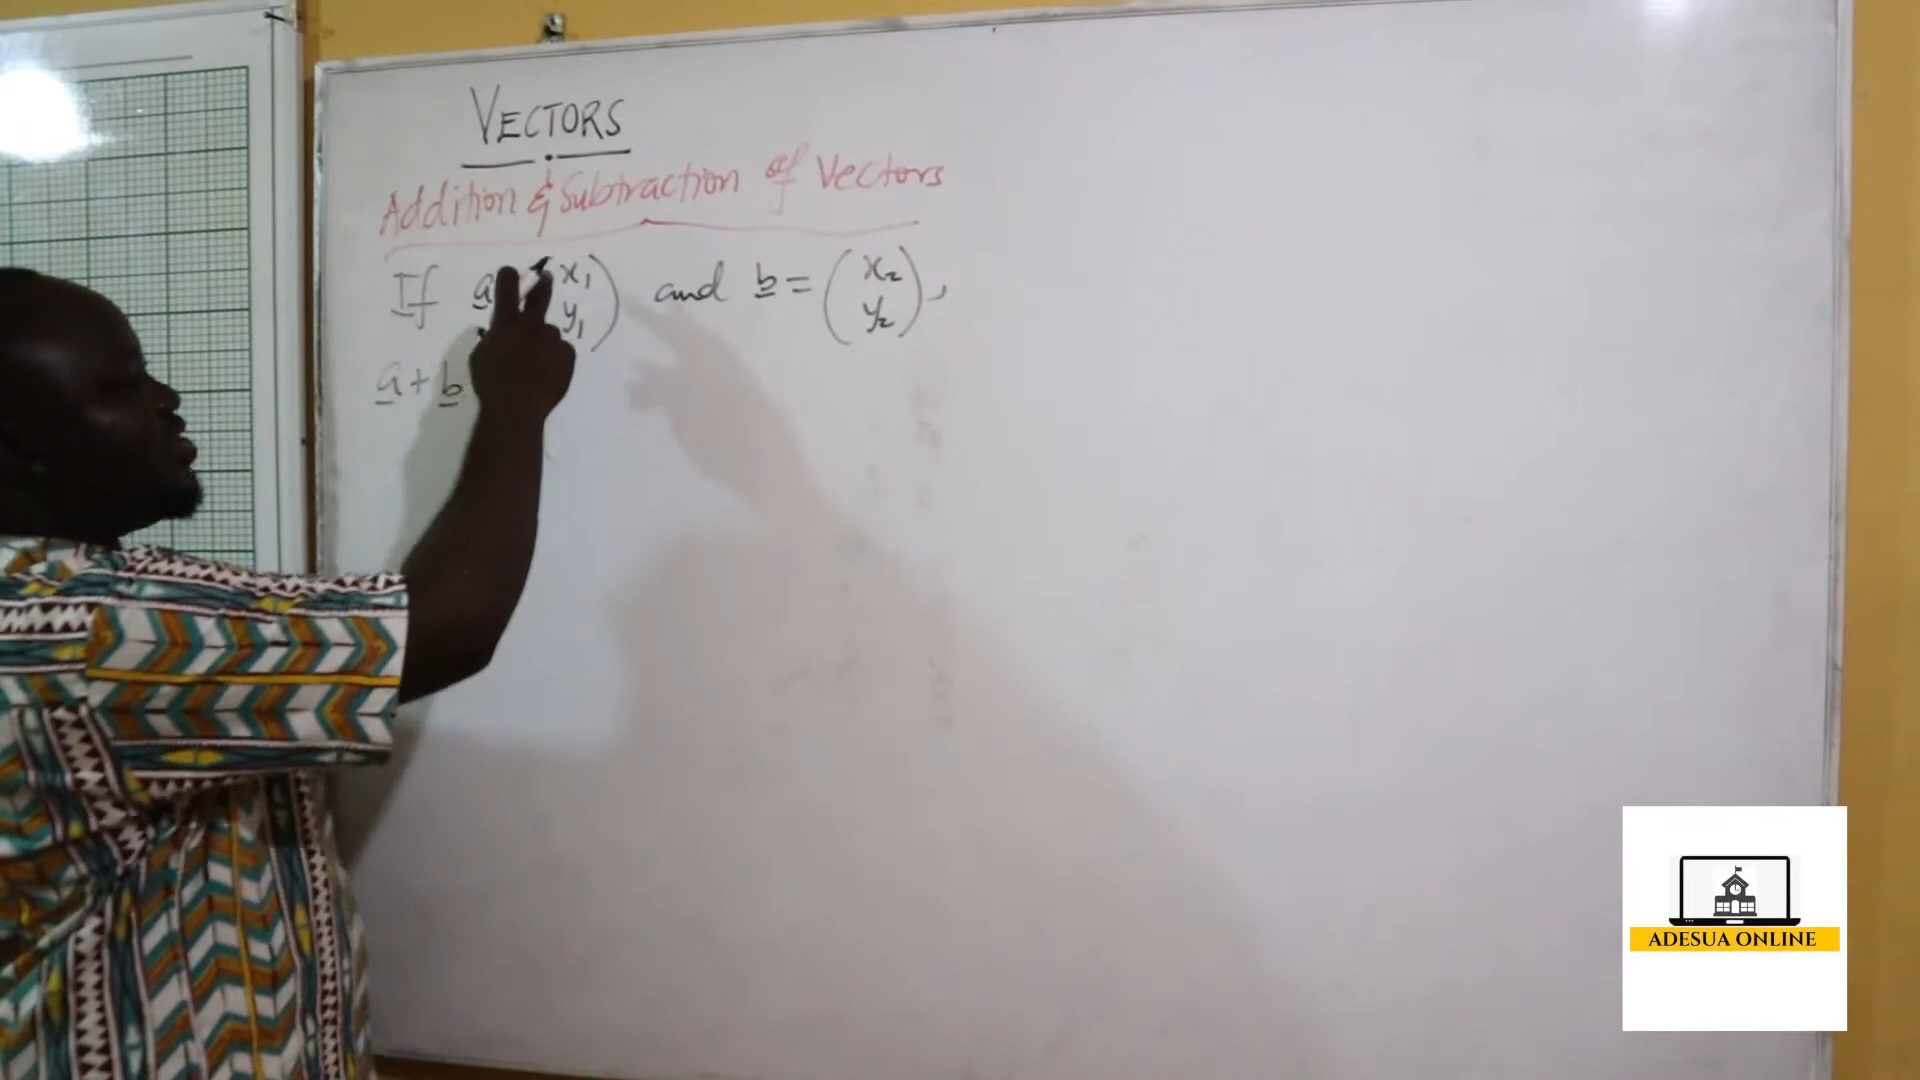 VECTORS
Addition & Subtraction of Vectors
If a x₁ y₁) and b = (x₂ y₂),
a + b
ADESUA ONLINE